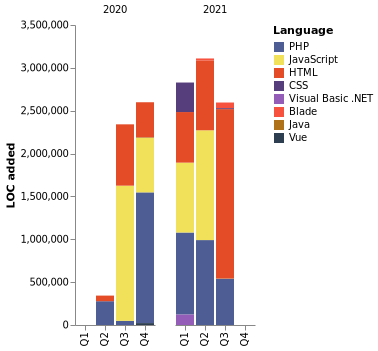 2020 2021
3,500,000
3,000,000
2,500,000
2,000,000
1,500,000
1,000,000
500,000
0
LOC added
Q1 Q2 Q3 Q4 Q1 Q2 Q3 Q4
Language
PHP
JavaScript
HTML
CSS
Visual Basic .NET
Blade
Java
Vue